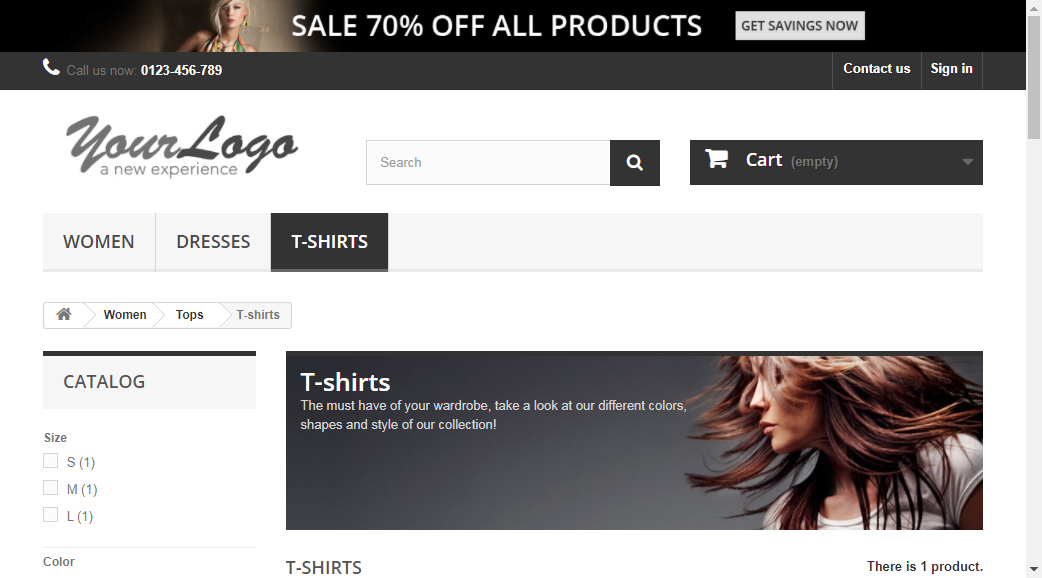 SALE 70% OFF ALL PRODUCTS GET SAVINGS NOW
Call us now: 0123-456-789 Contact us Sign in
YourLogo
a new experience
Search Cart (empty)
WOMEN DRESSES T-SHIRTS
Women Tops T-shirts
CATALOG
Size
S (1)
M (1)
L (1)
Color
T-shirts
The must have of your wardrobe, take a look at our different colors,
shapes and style of our collection!
T-SHIRTS There is 1 product.